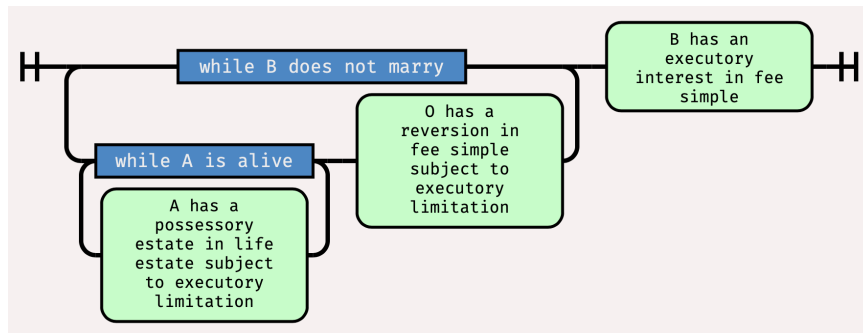 while B does not marry
B has an
executory
interest in fee
simple
while A is alive
O has a
reversion in
fee simple
subject to
executory
limitation
A has a
possessory
estate in life
estate subject
to executory
limitation